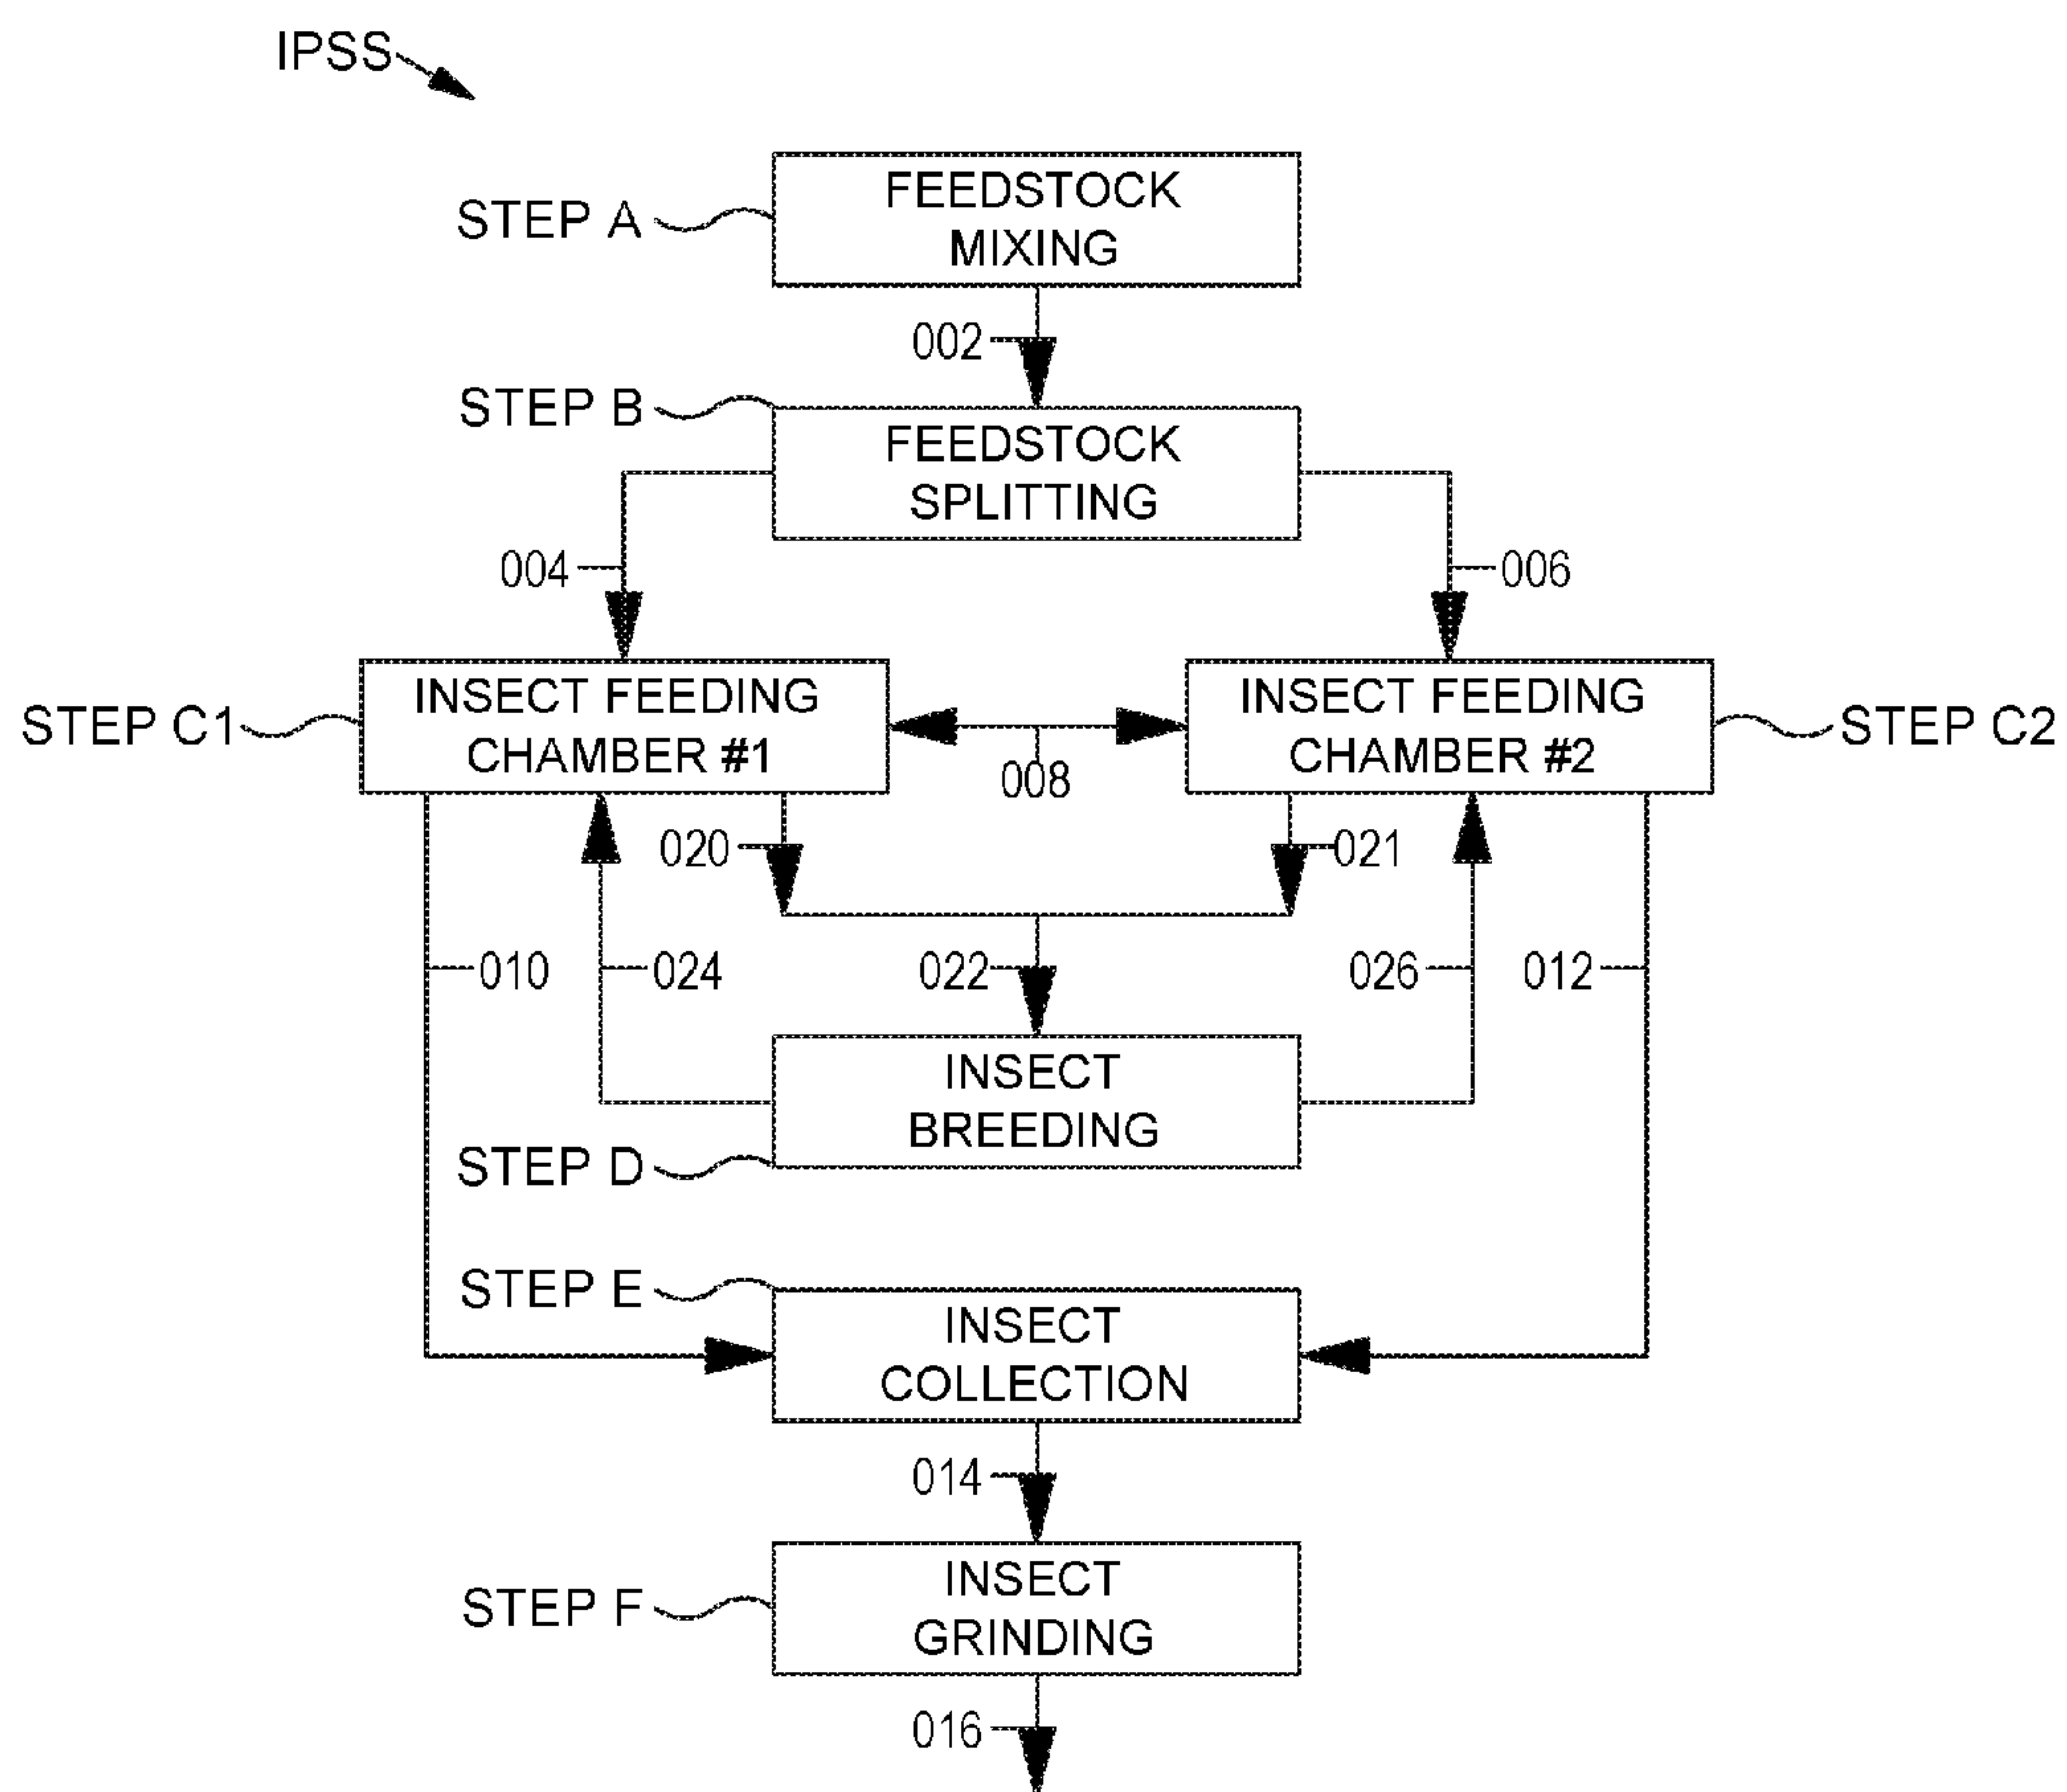 IPSS
STEP A
FEEDSTOCK
MIXING
002
STEP B
FEEDSTOCK
SPLITTING
004
006
STEP C1
INSECT FEEDING
CHAMBER #1
008
INSECT FEEDING
CHAMBER #2
STEP C2
020
021
010
024
022
026
012
INSECT
BREEDING
STEP D
STEP E
INSECT
COLLECTION
014
STEP F
INSECT
GRINDING
016